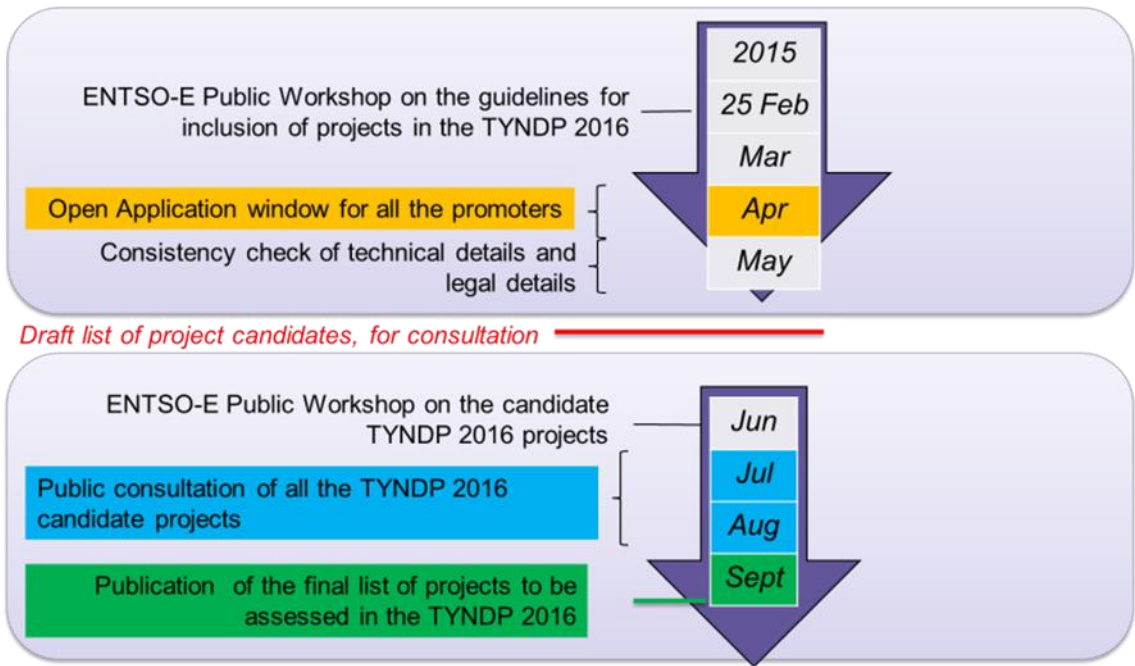 2015
ENTSO-E Public Workshop on the guidelines for
inclusion of projects in the TYNDP 2016
25 Feb
Mar
Open Application window for all the promoters
Apr
Consistency check of technical details and
legal details
May
Draft list of project candidates, for consultation
ENTSO-E Public Workshop on the candidate
TYNDP 2016 projects
Jun
Public consultation of all the TYNDP 2016
candidate projects
Jul
Aug
Publication of the final list of projects to be
assessed in the TYNDP 2016
Sept